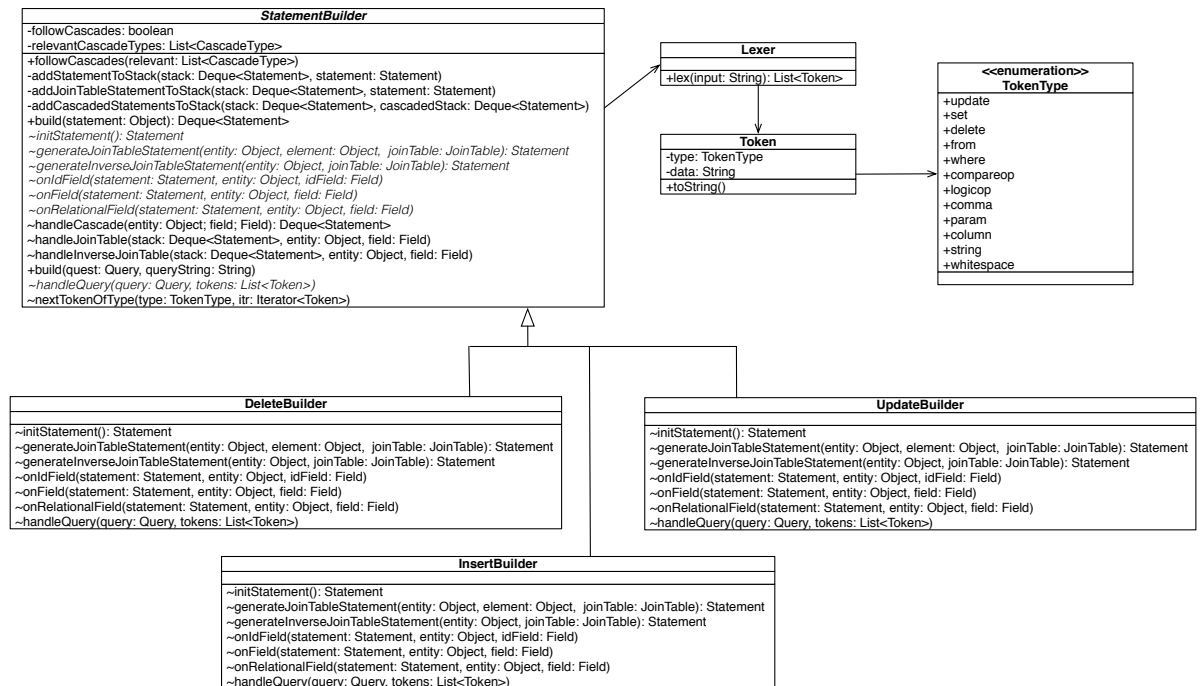 StatementBuilder
-followCascades: boolean
-relevantCascadeTypes: List<CascadeType>
+followCascades(relevant: List<CascadeType>)
-addStatementToStack(stack: Deque<Statement>, statement: Statement)
-addJoinTableStatementToStack(stack: Deque<Statement>, statement: Statement)
-addCascadedStatementsToStack(stack: Deque<Statement>, cascadedStack: Deque<Statement>)
+build(statement: Object): Deque<Statement>
~initStatement(): Statement
~generateJoinTableStatement(entity: Object, element: Object, joinTable: JoinTable): Statement
~generateInverseJoinTableStatement(entity: Object, joinTable: JoinTable): Statement
~onIdField(statement: Statement, entity: Object, idField: Field)
~onField(statement: Statement, entity: Object, field: Field)
~onRelationalField(statement: Statement, entity: Object, field: Field)
~handleCascade(entity: Object; field; Field): Deque<Statement>
~handleJoinTable(stack: Deque<Statement>, entity: Object, field: Field)
~handleInverseJoinTable(stack: Deque<Statement>, entity: Object, field: Field)
+build(quest: Query, queryString: String)
~handleQuery(query: Query, tokens: List<Token>)
~nextTokenOfType(type: TokenType, itr: Iterator<Token>)
Lexer
+lex(input: String): List<Token>
Token
-type: TokenType
-data: String
+toString()
<<enumeration>>
TokenType
+update
+set
+delete
+from
+where
+compareop
+logicop
+comma
+param
+column
+string
+whitespace
DeleteBuilder
~initStatement(): Statement
~generateJoinTableStatement(entity: Object, element: Object, joinTable: JoinTable): Statement
~generateInverseJoinTableStatement(entity: Object, joinTable: JoinTable): Statement
~onIdField(statement: Statement, entity: Object, idField: Field)
~onField(statement: Statement, entity: Object, field: Field)
~onRelationalField(statement: Statement, entity: Object, field: Field)
~handleQuery(query: Query, tokens: List<Token>)
UpdateBuilder
~initStatement(): Statement
~generateJoinTableStatement(entity: Object, element: Object, joinTable: JoinTable): Statement
~generateInverseJoinTableStatement(entity: Object, joinTable: JoinTable): Statement
~onIdField(statement: Statement, entity: Object, idField: Field)
~onField(statement: Statement, entity: Object, field: Field)
~onRelationalField(statement: Statement, entity: Object, field: Field)
~handleQuery(query: Query, tokens: List<Token>)
InsertBuilder
~initStatement(): Statement
~generateJoinTableStatement(entity: Object, element: Object, joinTable: JoinTable): Statement
~generateInverseJoinTableStatement(entity: Object, joinTable: JoinTable): Statement
~onIdField(statement: Statement, entity: Object, idField: Field)
~onField(statement: Statement, entity: Object, field: Field)
~onRelationalField(statement: Statement, entity: Object, field: Field)
~handleQuery(query: Query, tokens: List<Token>)